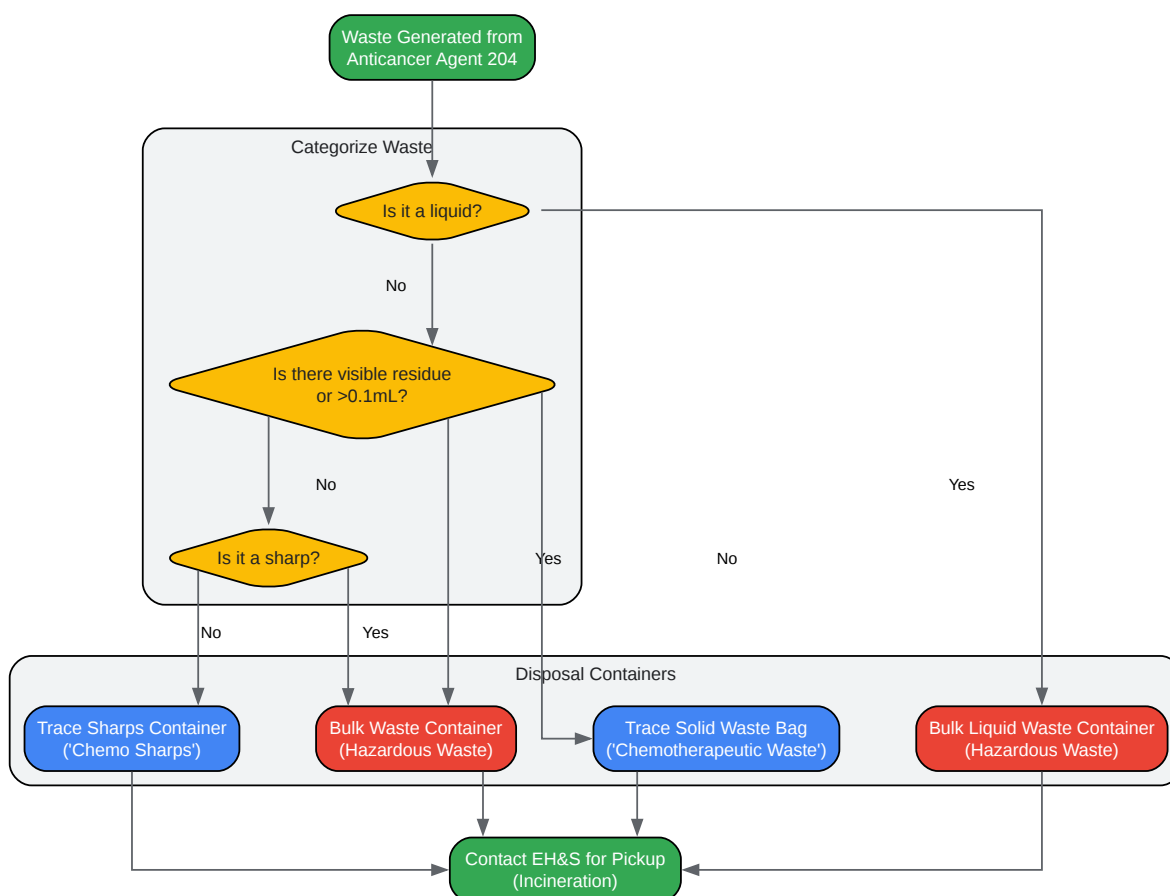 Waste Generated from
Anticancer Agent 204
Categorize Waste
Is it a liquid?
No
Is there visible residue
or >0.1mL?
No
Yes
Is it a sharp?
Yes
No
No
Yes
Disposal Containers
Trace Sharps Container
('Chemo Sharps')
Bulk Waste Container
(Hazardous Waste)
Trace Solid Waste Bag
('Chemotherapeutic Waste')
Bulk Liquid Waste Container
(Hazardous Waste)
Contact EH&S for Pickup
(Incineration)